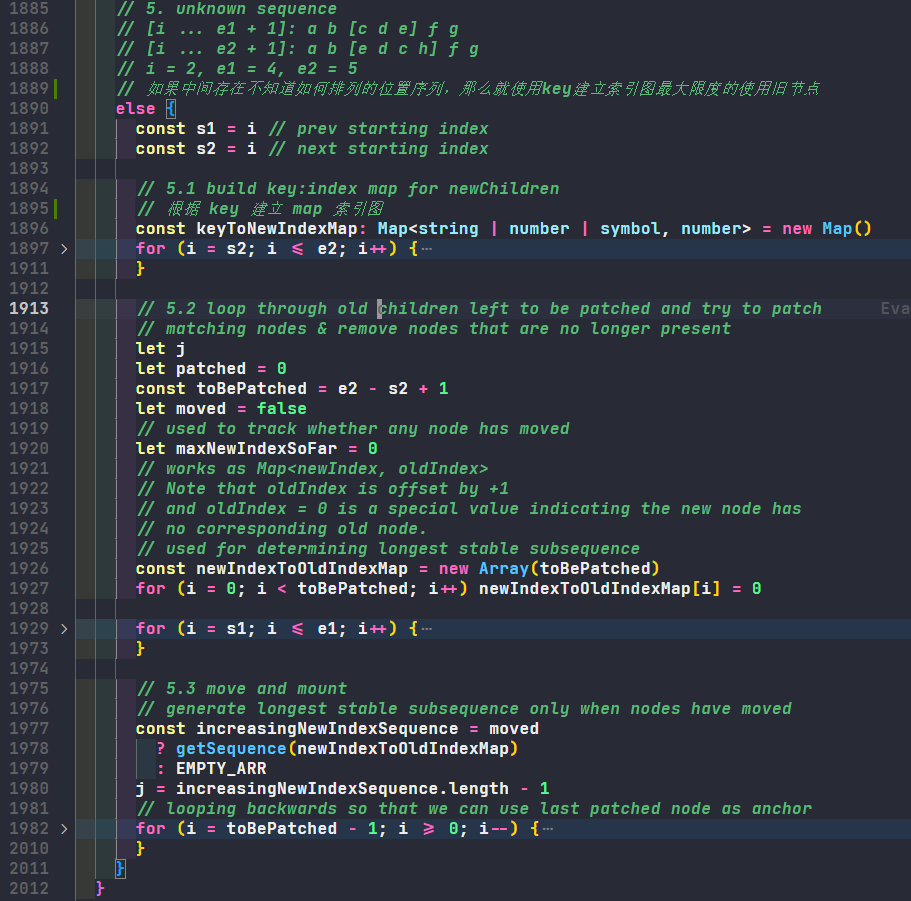 1885 // 5. unknown sequence
1886 // [i ... e1 + 1]: a b [c d e] f g
1887 // [i ... e2 + 1]: a b [e d c h] f g
1888 // i = 2, e1 = 4, e2 = 5
1889 // 如果中间存在不知道如何排列的位置序列，那么就使用key建立索引图最大限度的使用旧节点
1890 else {
1891 const s1 = i // prev starting index
1892 const s2 = i // next starting index
1893
1894 // 5.1 build key:index map for newChildren
1895 // 根据 key 建立 map 索引图
1896 const keyToNewIndexMap: Map<string | number | symbol, number> = new Map()
1897 > for (i = s2; i <= e2; i++) {⋯
1911 }
1912
1913 // 5.2 loop through old children left to be patched and try to patch Eva
1914 // matching nodes & remove nodes that are no longer present
1915 let j
1916 let patched = 0
1917 const toBePatched = e2 - s2 + 1
1918 let moved = false
1919 // used to track whether any node has moved
1920 let maxNewIndexSoFar = 0
1921 // works as Map<newIndex, oldIndex>
1922 // Note that oldIndex is offset by +1
1923 // and oldIndex = 0 is a special value indicating the new node has
1924 // no corresponding old node.
1925 // used for determining longest stable subsequence
1926 const newIndexToOldIndexMap = new Array(toBePatched)
1927 for (i = 0; i < toBePatched; i++) newIndexToOldIndexMap[i] = 0
1928
1929 > for (i = s1; i <= e1; i++) {⋯
1973 }
1974
1975 // 5.3 move and mount
1976 // generate longest stable subsequence only when nodes have moved
1977 const increasingNewIndexSequence = moved
1978 ? getSequence(newIndexToOldIndexMap)
1979 : EMPTY_ARR
1980 j = increasingNewIndexSequence.length - 1
1981 // looping backwards so that we can use last patched node as anchor
1982 > for (i = toBePatched - 1; i >= 0; i--) {⋯
2010 }
2011 }
2012 }